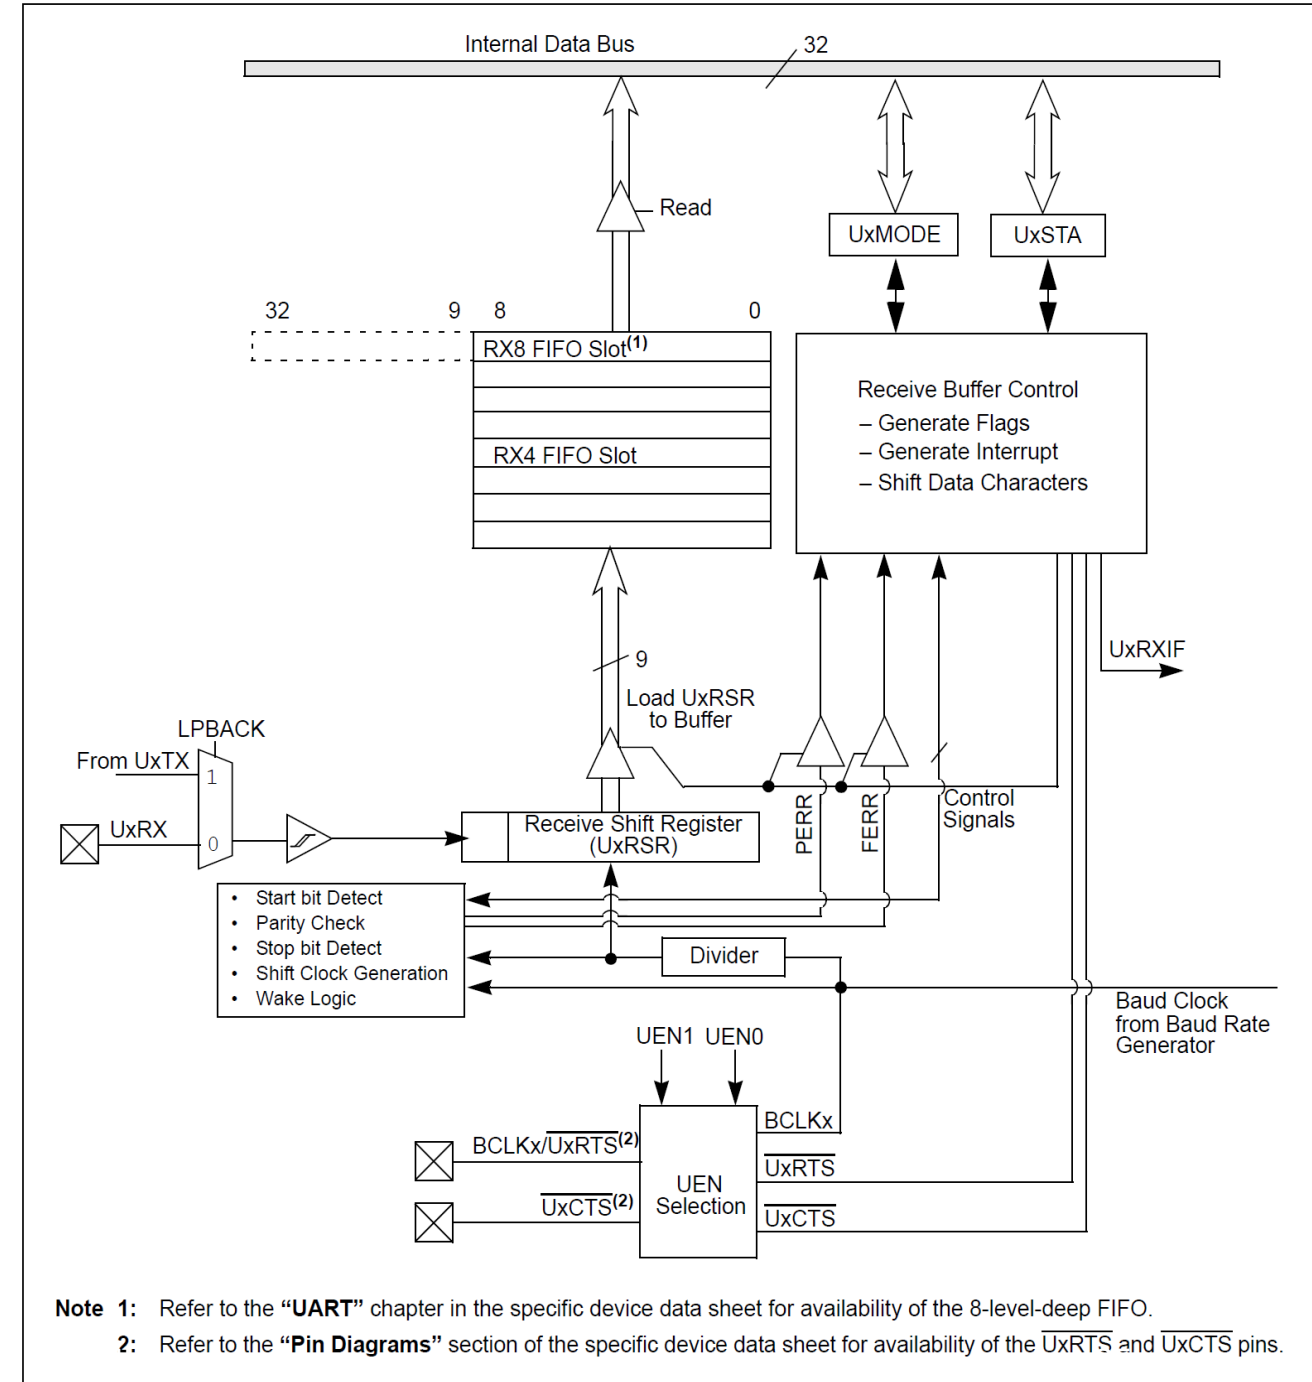 Internal Data Bus
32
Read
UxMODE
UxSTA
32
9
8
0
RX8 FIFO Slot(1)
RX4 FIFO Slot
Receive Buffer Control
– Generate Flags
– Generate Interrupt
– Shift Data Characters
9
Load UxRSR
to Buffer
UxRXIF
LPBACK
From UxTX
1
UxRX
0
Receive Shift Register
(UxRSR)
PERR
FERR
Control
Signals
• Start bit Detect
• Parity Check
• Stop bit Detect
• Shift Clock Generation
• Wake Logic
Divider
Baud Clock
from Baud Rate
Generator
UEN1
UEN0
BCLKx
BCLKx/UxRTS(2)
UxRTS
UEN
Selection
UxCTS(2)
UxCTS
Note 1: Refer to the “UART” chapter in the specific device data sheet for availability of the 8-level-deep FIFO.
2: Refer to the “Pin Diagrams” section of the specific device data sheet for availability of the UxRTS and UxCTS pins.